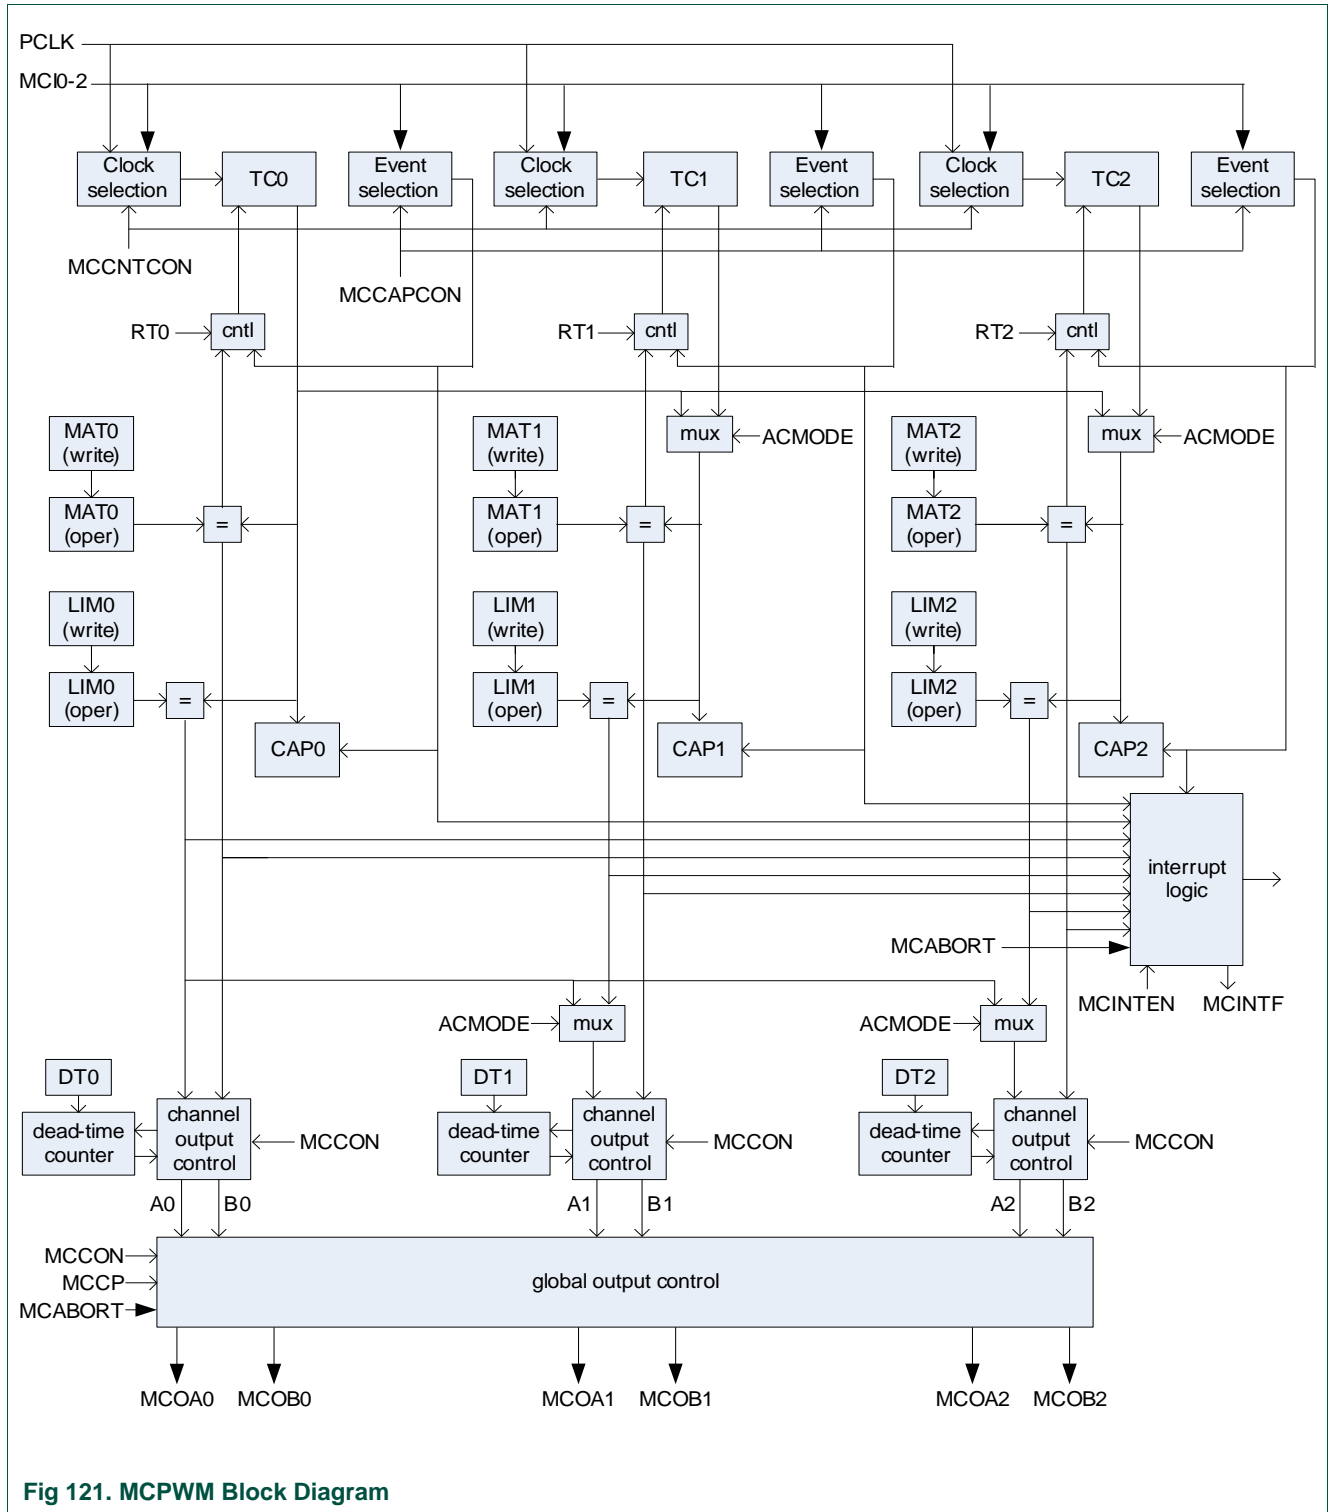 PCLK
MCI0-2
Clock
selection
TC0
Event
selection
Clock
selection
TC1
Event
selection
Clock
selection
TC2
Event
selection
MCCNTCON
MCCAPCON
RT0
cntl
RT1
cntl
RT2
cntl
MAT0
(write)
MAT1
(write)
mux
ACMODE
MAT2
(write)
mux
ACMODE
MAT0
(oper)
=
MAT1
(oper)
=
MAT2
(oper)
=
LIM0
(write)
LIM1
(write)
LIM2
(write)
LIM0
(oper)
=
LIM1
(oper)
=
LIM2
(oper)
=
CAP0
CAP1
CAP2
interrupt
logic
MCABORT
MCINTEN
MCINTF
ACMODE
mux
ACMODE
mux
DT0
DT1
DT2
dead-time
counter
channel
output
control
MCCON
dead-time
counter
channel
output
control
MCCON
dead-time
counter
channel
output
control
MCCON
A0
B0
A1
B1
A2
B2
MCCON
MCCP
MCABORT
global output control
MCOA0
MCOB0
MCOA1
MCOB1
MCOA2
MCOB2
Fig 121. MCPWM Block Diagram